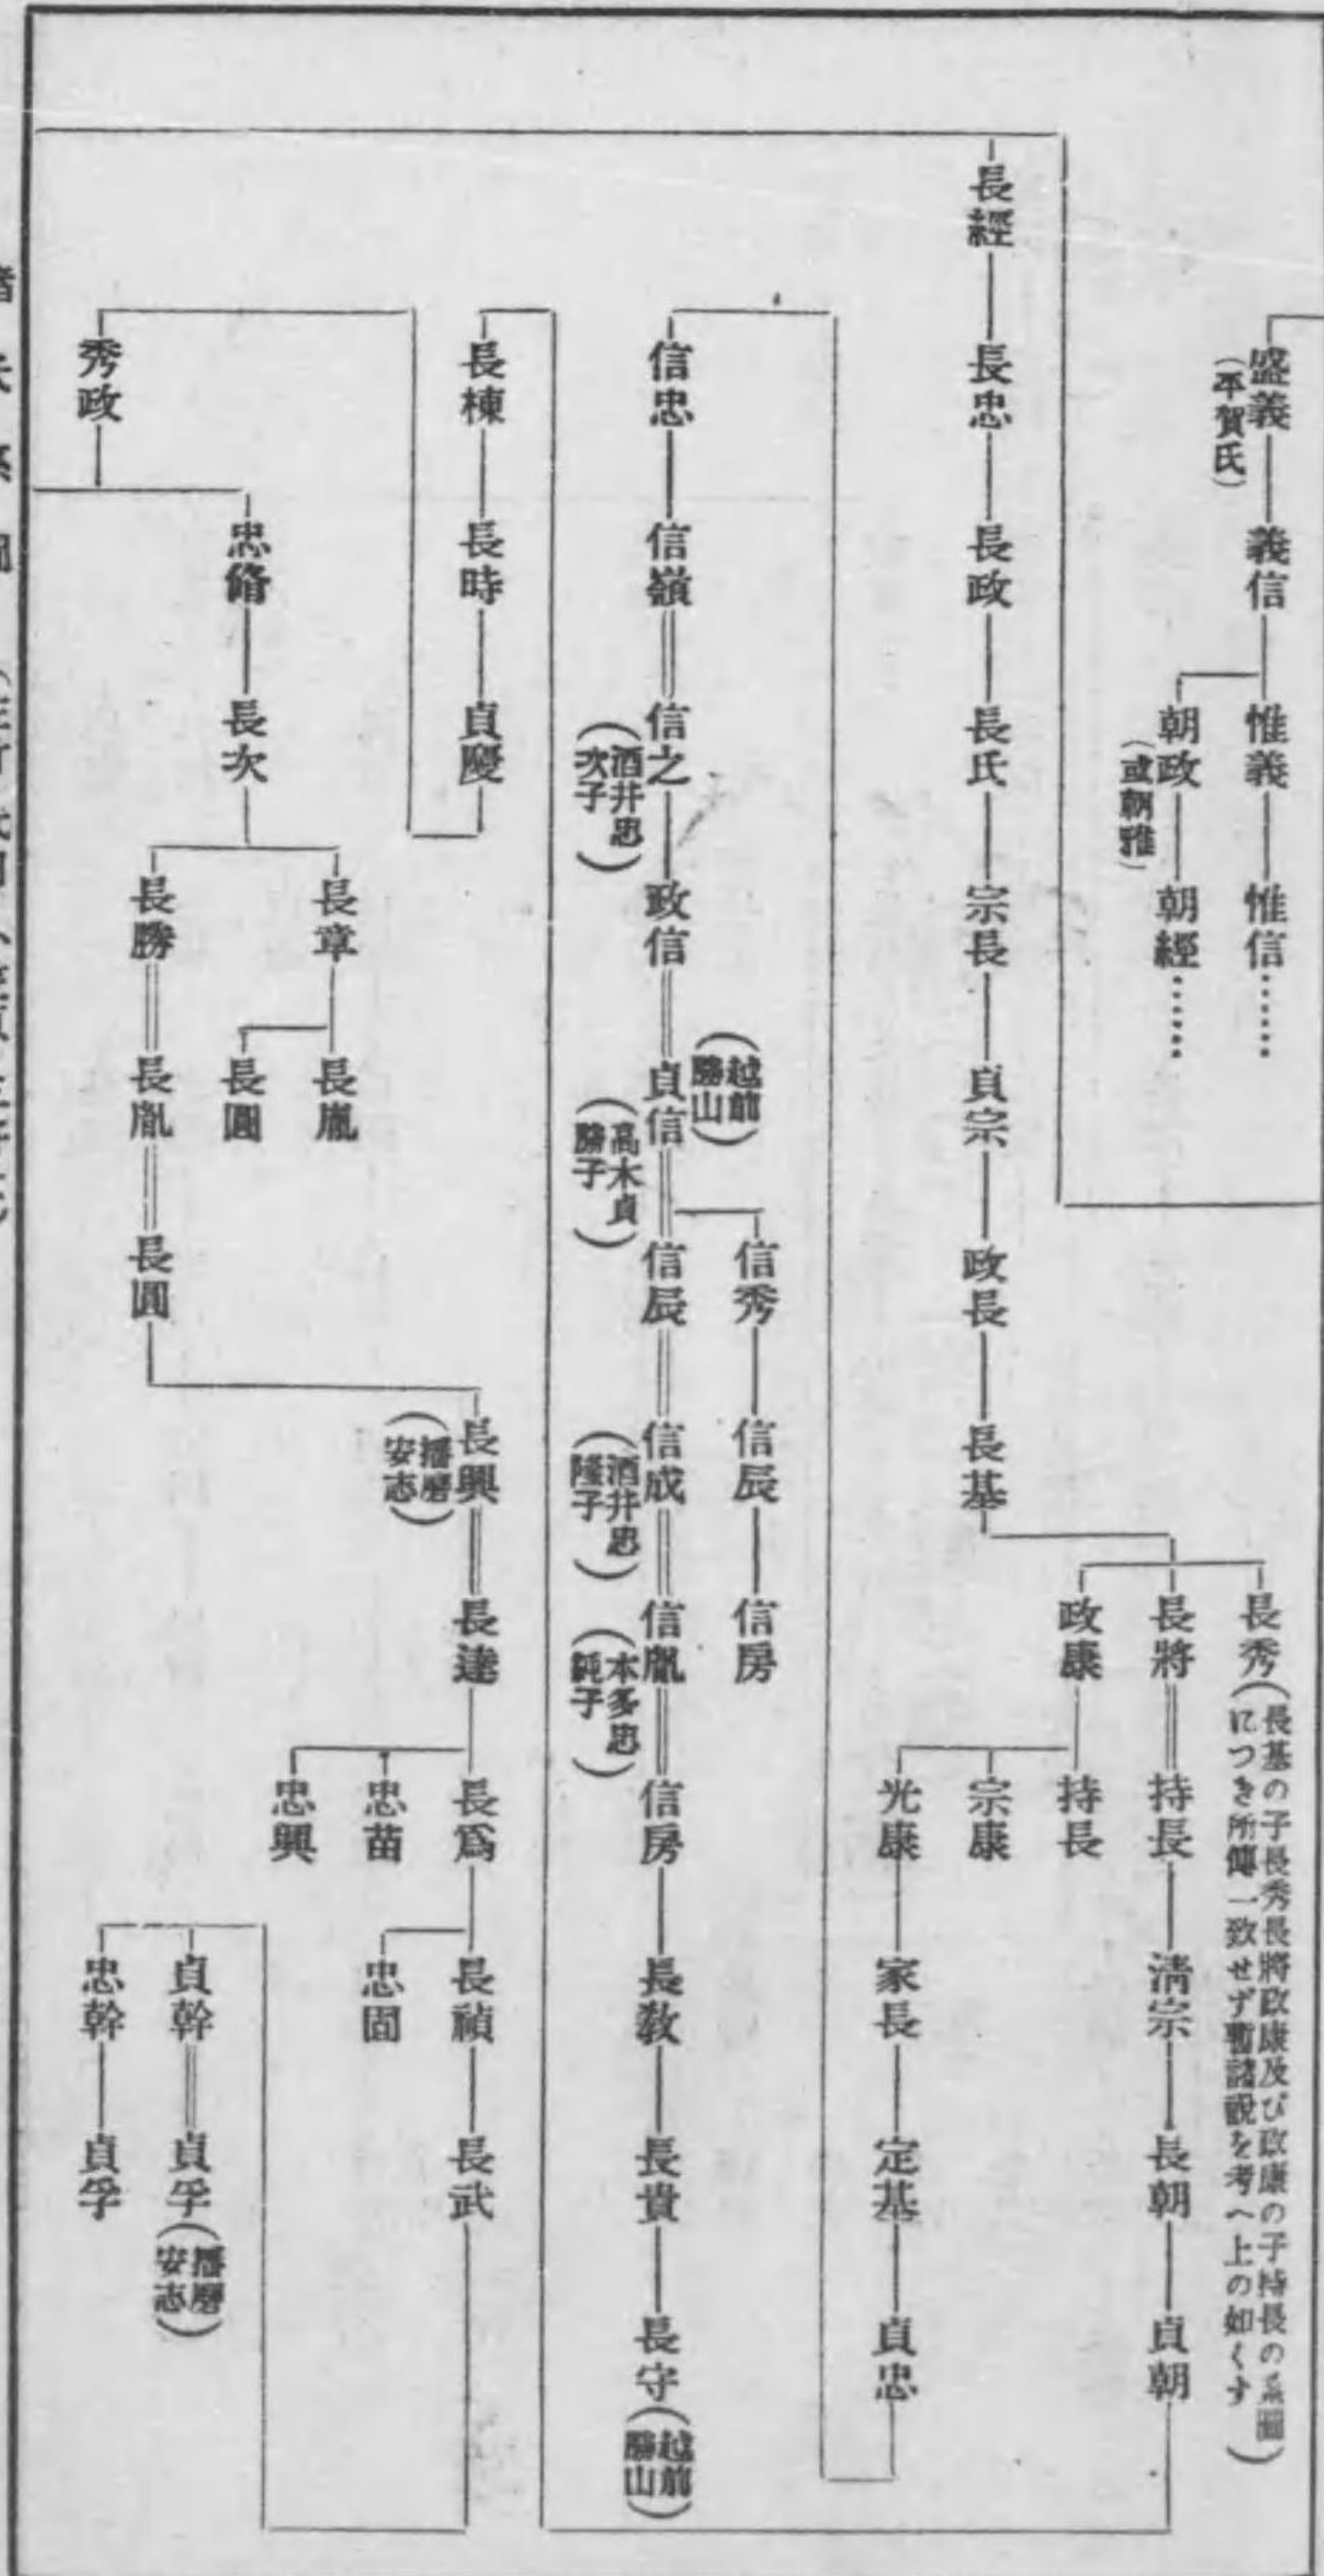 盛義(平賀氏)
義信
惟義
惟信……
朝政(或朝雅)
朝經……
長經
長忠
長政
長氏
宗長
貞宗
政長
長基
長秀(長基の子長秀長將政康及び政康の子持長の系圖
につき所傳一致せず暫諸說を考へ上の如くす)
長將
持長
淸宗
長朝
貞朝
政康
持長
宗康
光康
家長
定基
貞忠
信忠
信嶺
信之(酒井忠次子)
政信
貞信(高木貞勝子)
(越前勝山)
信秀
信辰
信房
信辰
信成(酒井忠隆子)
信胤(本多忠純子)
信房
長敎
長貴
長守(越前勝山)
長棟
長時
貞慶
秀政
忠脩
長次
長章
長胤
長圓
長勝
長胤
長圓
長興(播磨安志)
長逹
長爲
忠苗
忠興
長禎
忠固
長武
貞幹
貞孚(播磨安志)
忠幹
貞孚